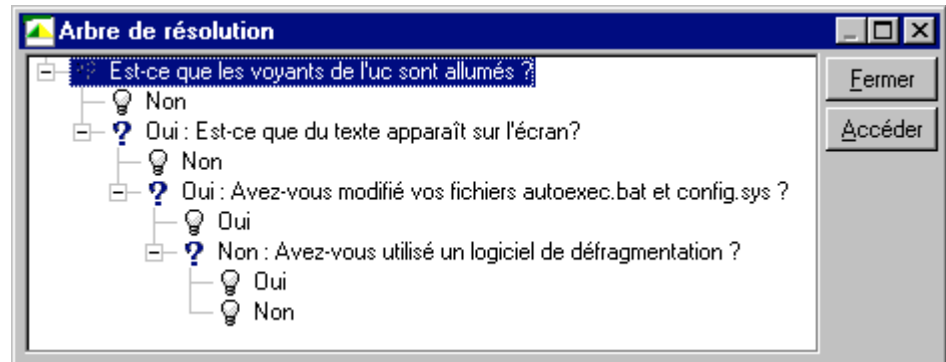 Arbre de résolution
Est-ce que les voyants de l'uc sont allumés ?
Non
Oui : Est-ce que du texte apparaît sur l'écran?
Non
Oui : Avez-vous modifié vos fichiers autoexec.bat et config.sys ?
Oui
Non : Avez-vous utilisé un logiciel de défragmentation ?
Oui
Non
Fermer
Accéder